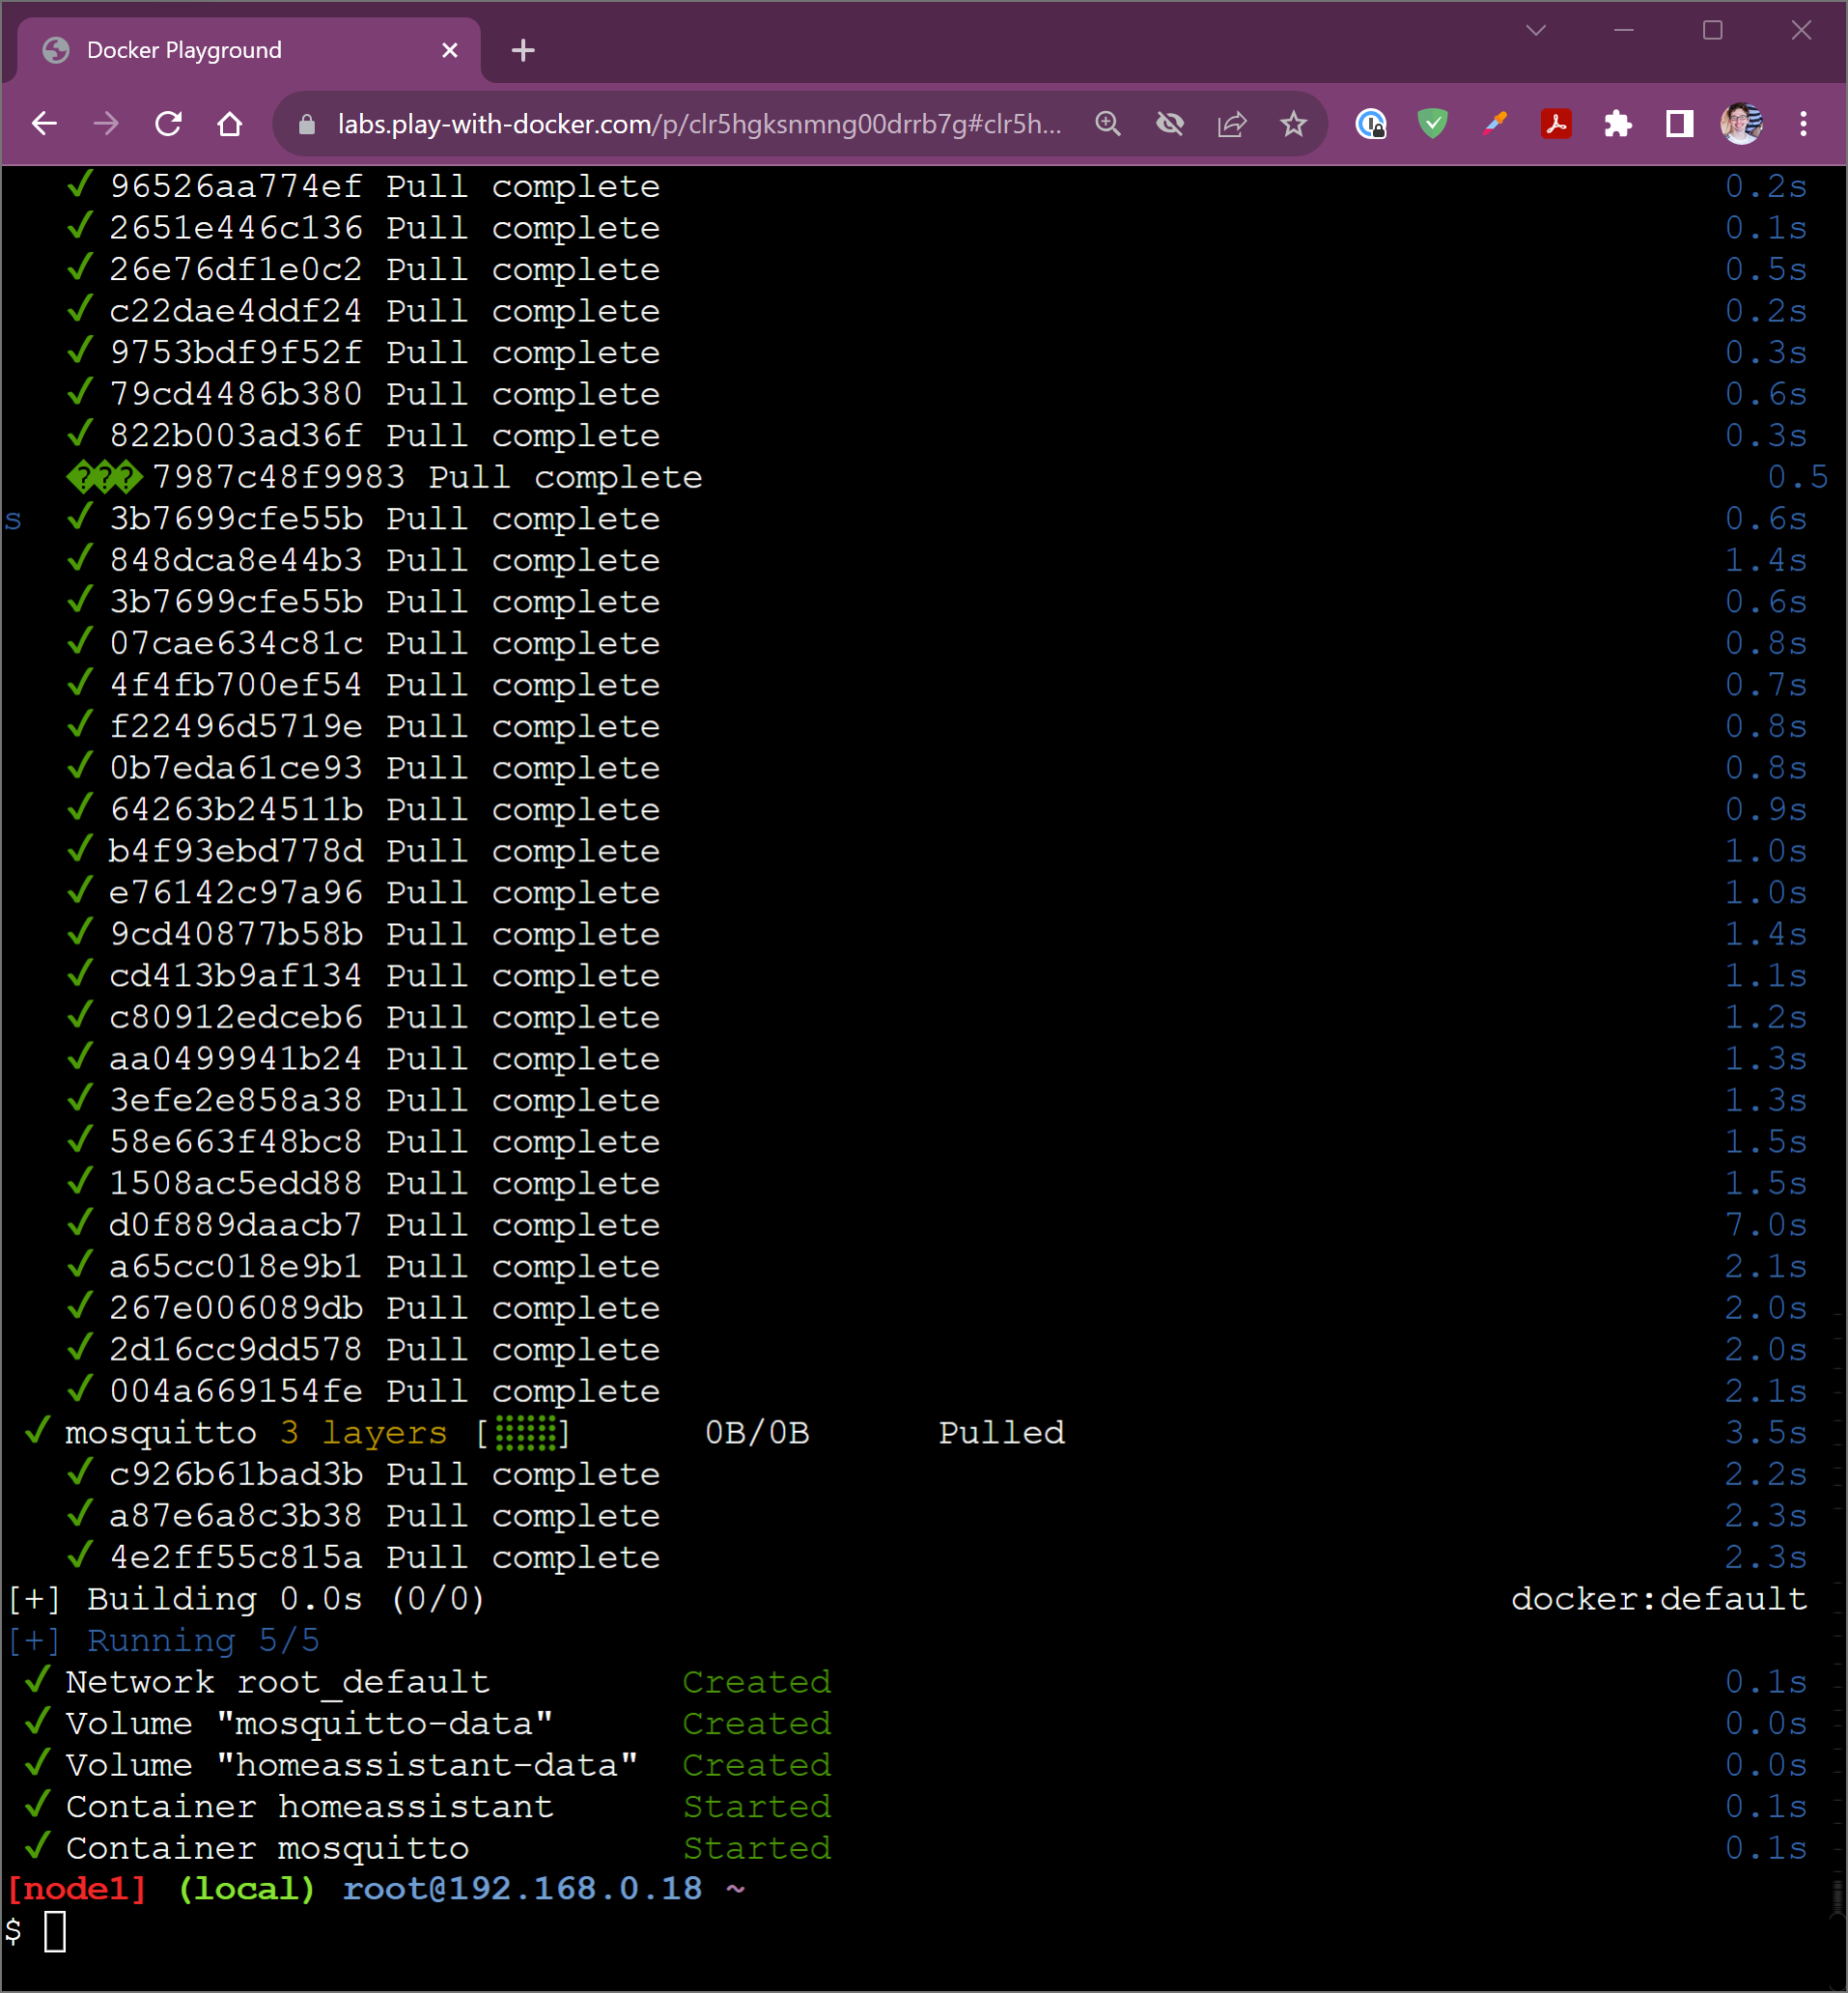 Docker Playground
labs.play-with-docker.com/p/clr5hgksnmng00drrb7g#clr5h...
✓ 96526aa774ef Pull complete 0.2s
✓ 2651e446c136 Pull complete 0.1s
✓ 26e76df1e0c2 Pull complete 0.5s
✓ c22dae4ddf24 Pull complete 0.2s
✓ 9753bdf9f52f Pull complete 0.3s
✓ 79cd4486b380 Pull complete 0.6s
✓ 822b003ad36f Pull complete 0.3s
��� 7987c48f9983 Pull complete 0.5
s ✓ 3b7699cfe55b Pull complete 0.6s
✓ 848dca8e44b3 Pull complete 1.4s
✓ 3b7699cfe55b Pull complete 0.6s
✓ 07cae634c81c Pull complete 0.8s
✓ 4f4fb700ef54 Pull complete 0.7s
✓ f22496d5719e Pull complete 0.8s
✓ 0b7eda61ce93 Pull complete 0.8s
✓ 64263b24511b Pull complete 0.9s
✓ b4f93ebd778d Pull complete 1.0s
✓ e76142c97a96 Pull complete 1.0s
✓ 9cd40877b58b Pull complete 1.4s
✓ cd413b9af134 Pull complete 1.1s
✓ c80912edceb6 Pull complete 1.2s
✓ aa0499941b24 Pull complete 1.3s
✓ 3efe2e858a38 Pull complete 1.3s
✓ 58e663f48bc8 Pull complete 1.5s
✓ 1508ac5edd88 Pull complete 1.5s
✓ d0f889daacb7 Pull complete 7.0s
✓ a65cc018e9b1 Pull complete 2.1s
✓ 267e006089db Pull complete 2.0s
✓ 2d16cc9dd578 Pull complete 2.0s
✓ 004a669154fe Pull complete 2.1s
✓ mosquitto 3 layers [⣿⣿⣿] 0B/0B Pulled 3.5s
✓ c926b61bad3b Pull complete 2.2s
✓ a87e6a8c3b38 Pull complete 2.3s
✓ 4e2ff55c815a Pull complete 2.3s
[+] Building 0.0s (0/0) docker:default
[+] Running 5/5
✓ Network root_default Created 0.1s
✓ Volume "mosquitto-data" Created 0.0s
✓ Volume "homeassistant-data" Created 0.0s
✓ Container homeassistant Started 0.1s
✓ Container mosquitto Started 0.1s
[node1] (local) root@192.168.0.18 ~
$